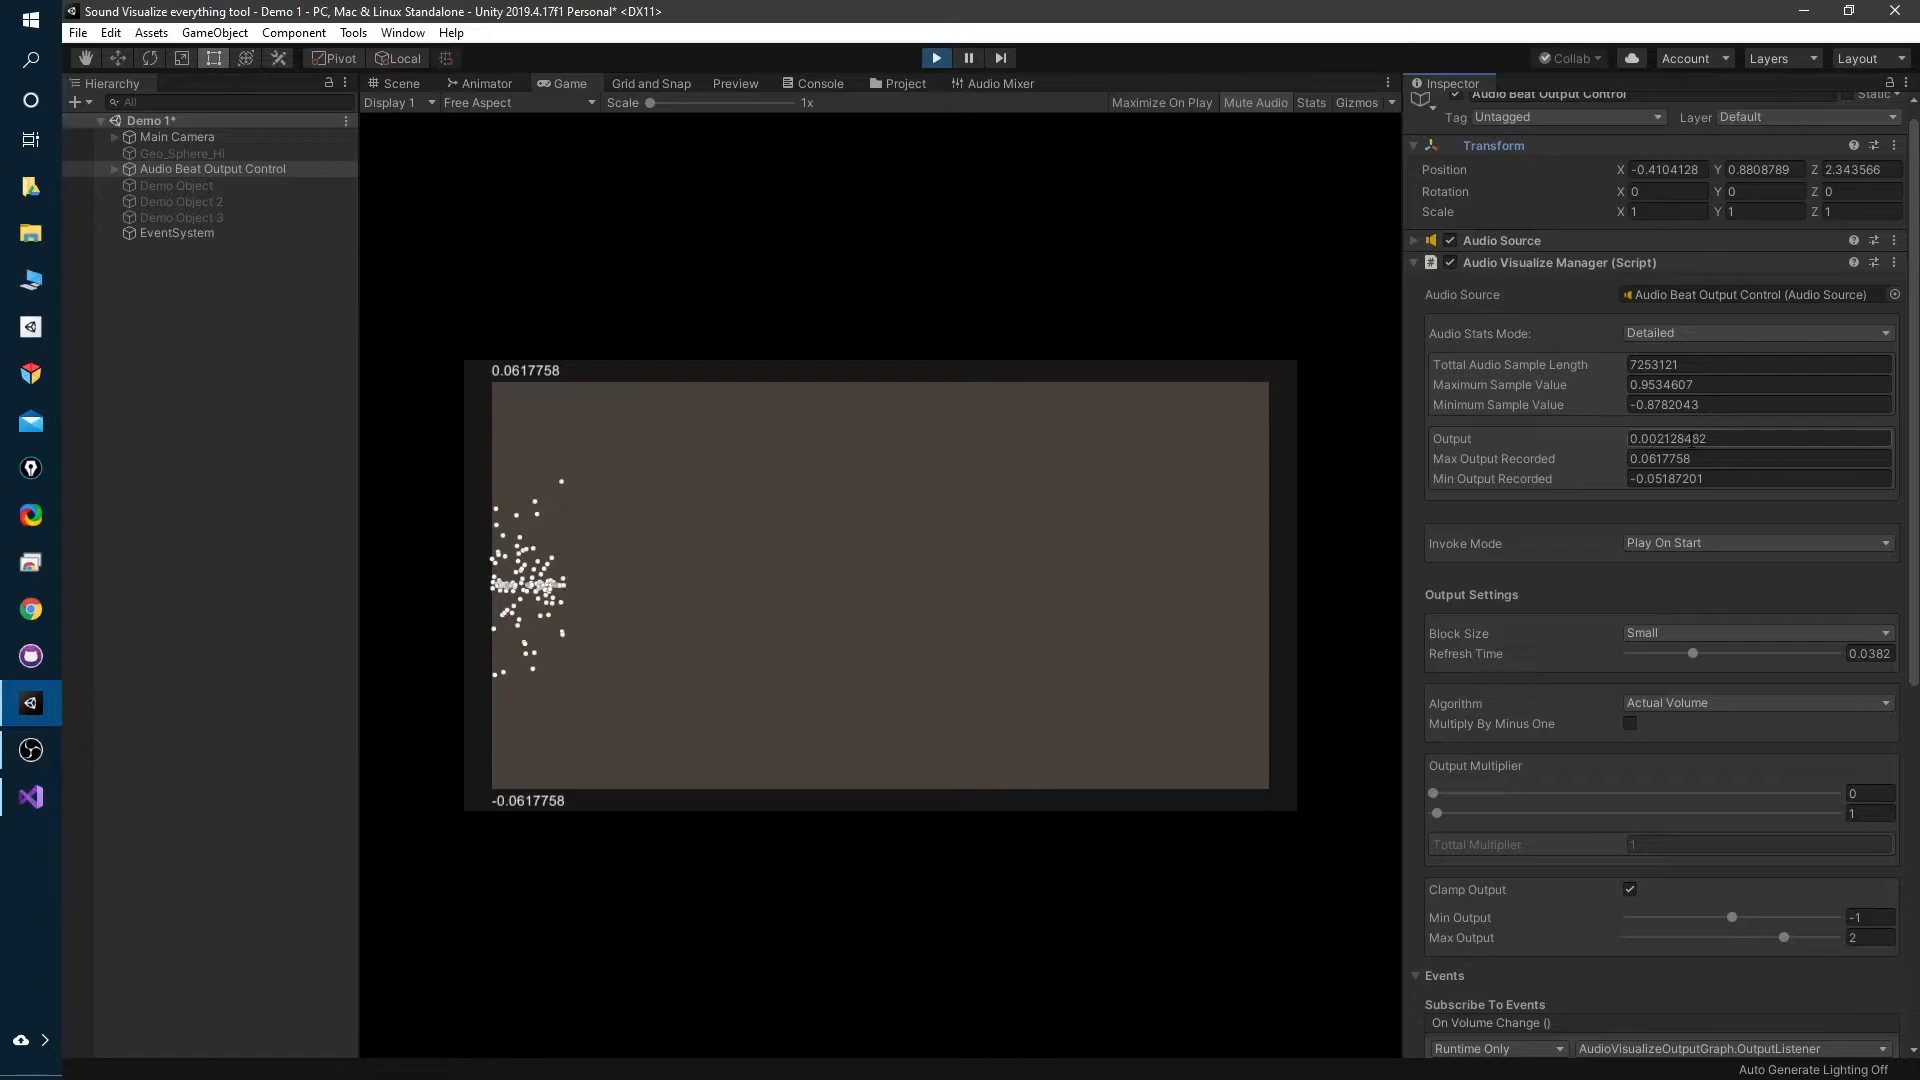 Sound Visualize everything tool - Demo 1 - PC, Mac & Linux Standalone - Unity 2019.4.17f1 Personal* <DX11>
File Edit Assets GameObject Component Tools Window Help
Pivot Local Collab Account Layers Layout
Hierarchy
All
Demo 1*
Main Camera
Geo_Sphere_Hi
Audio Beat Output Control
Demo Object
Demo Object 2
Demo Object 3
EventSystem
Scene Animator Game Grid and Snap Preview Console Project Audio Mixer
Display 1 Free Aspect Scale 1x Maximize On Play Mute Audio Stats Gizmos
0.0617758
-0.0617758
Inspector
Audio Beat Output Control Static
Tag Untagged Layer Default
Transform
Position X -0.4104128 Y 0.8808789 Z 2.343566
Rotation X 0 Y 0 Z 0
Scale X 1 Y 1 Z 1
Audio Source
# Audio Visualize Manager (Script)
Audio Source Audio Beat Output Control (Audio Source)
Audio Stats Mode: Detailed
Tottal Audio Sample Length 7253121
Maximum Sample Value 0.9534607
Minimum Sample Value -0.8782043
Output 0.002128462
Max Output Recorded 0.0617758
Min Output Recorded -0.05187201
Invoke Mode Play On Start
Output Settings
Block Size Small
Refresh Time 0.0382
Algorithm Actual Volume
Multiply By Minus One
Output Multiplier
0
1
Tottal Multiplier 1
Clamp Output
Min Output -1
Max Output 2
Events
Subscribe To Events
On Volume Change ()
Runtime Only AudioVisualizeOutputGraph.OutputListener
Auto Generate Lighting Off